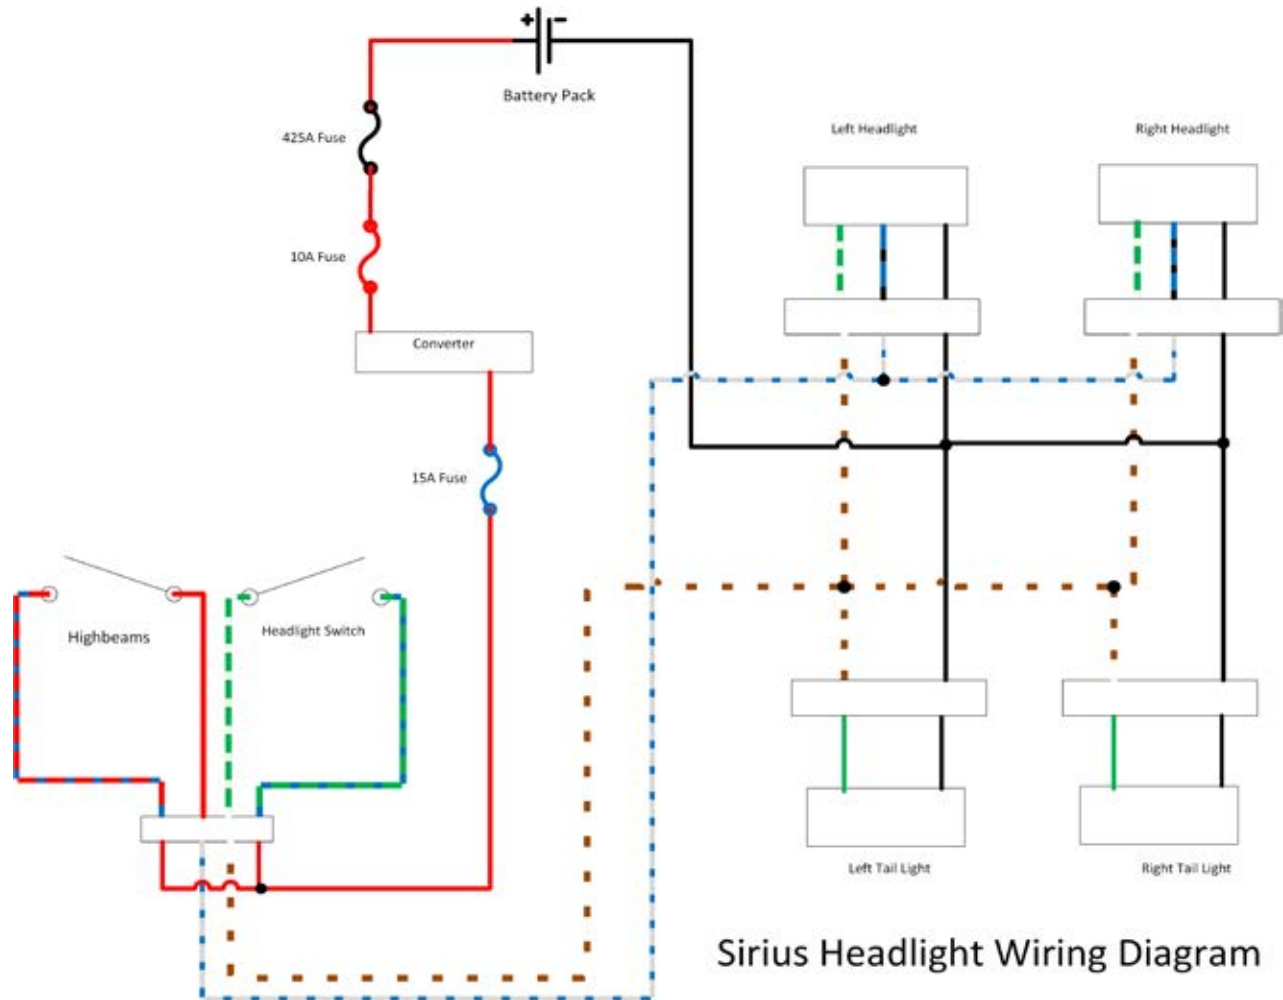 + -
Battery Pack
425A Fuse
Left Headlight
Right Headlight
10A Fuse
Converter
15A Fuse
Highbeams
Headlight Switch
Left Tail Light
Right Tail Light
Sirius Headlight Wiring Diagram